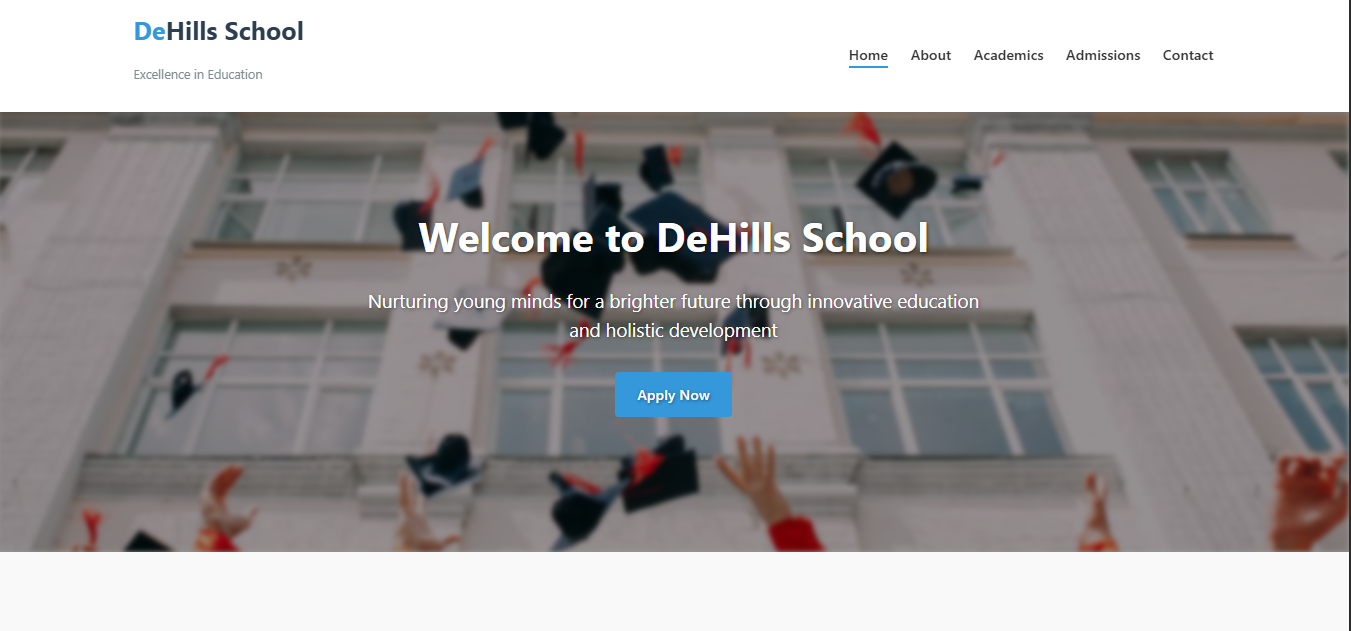 DeHills School
Excellence in Education
Home About Academics Admissions Contact
Welcome to DeHills School
Nurturing young minds for a brighter future through innovative education
and holistic development
Apply Now